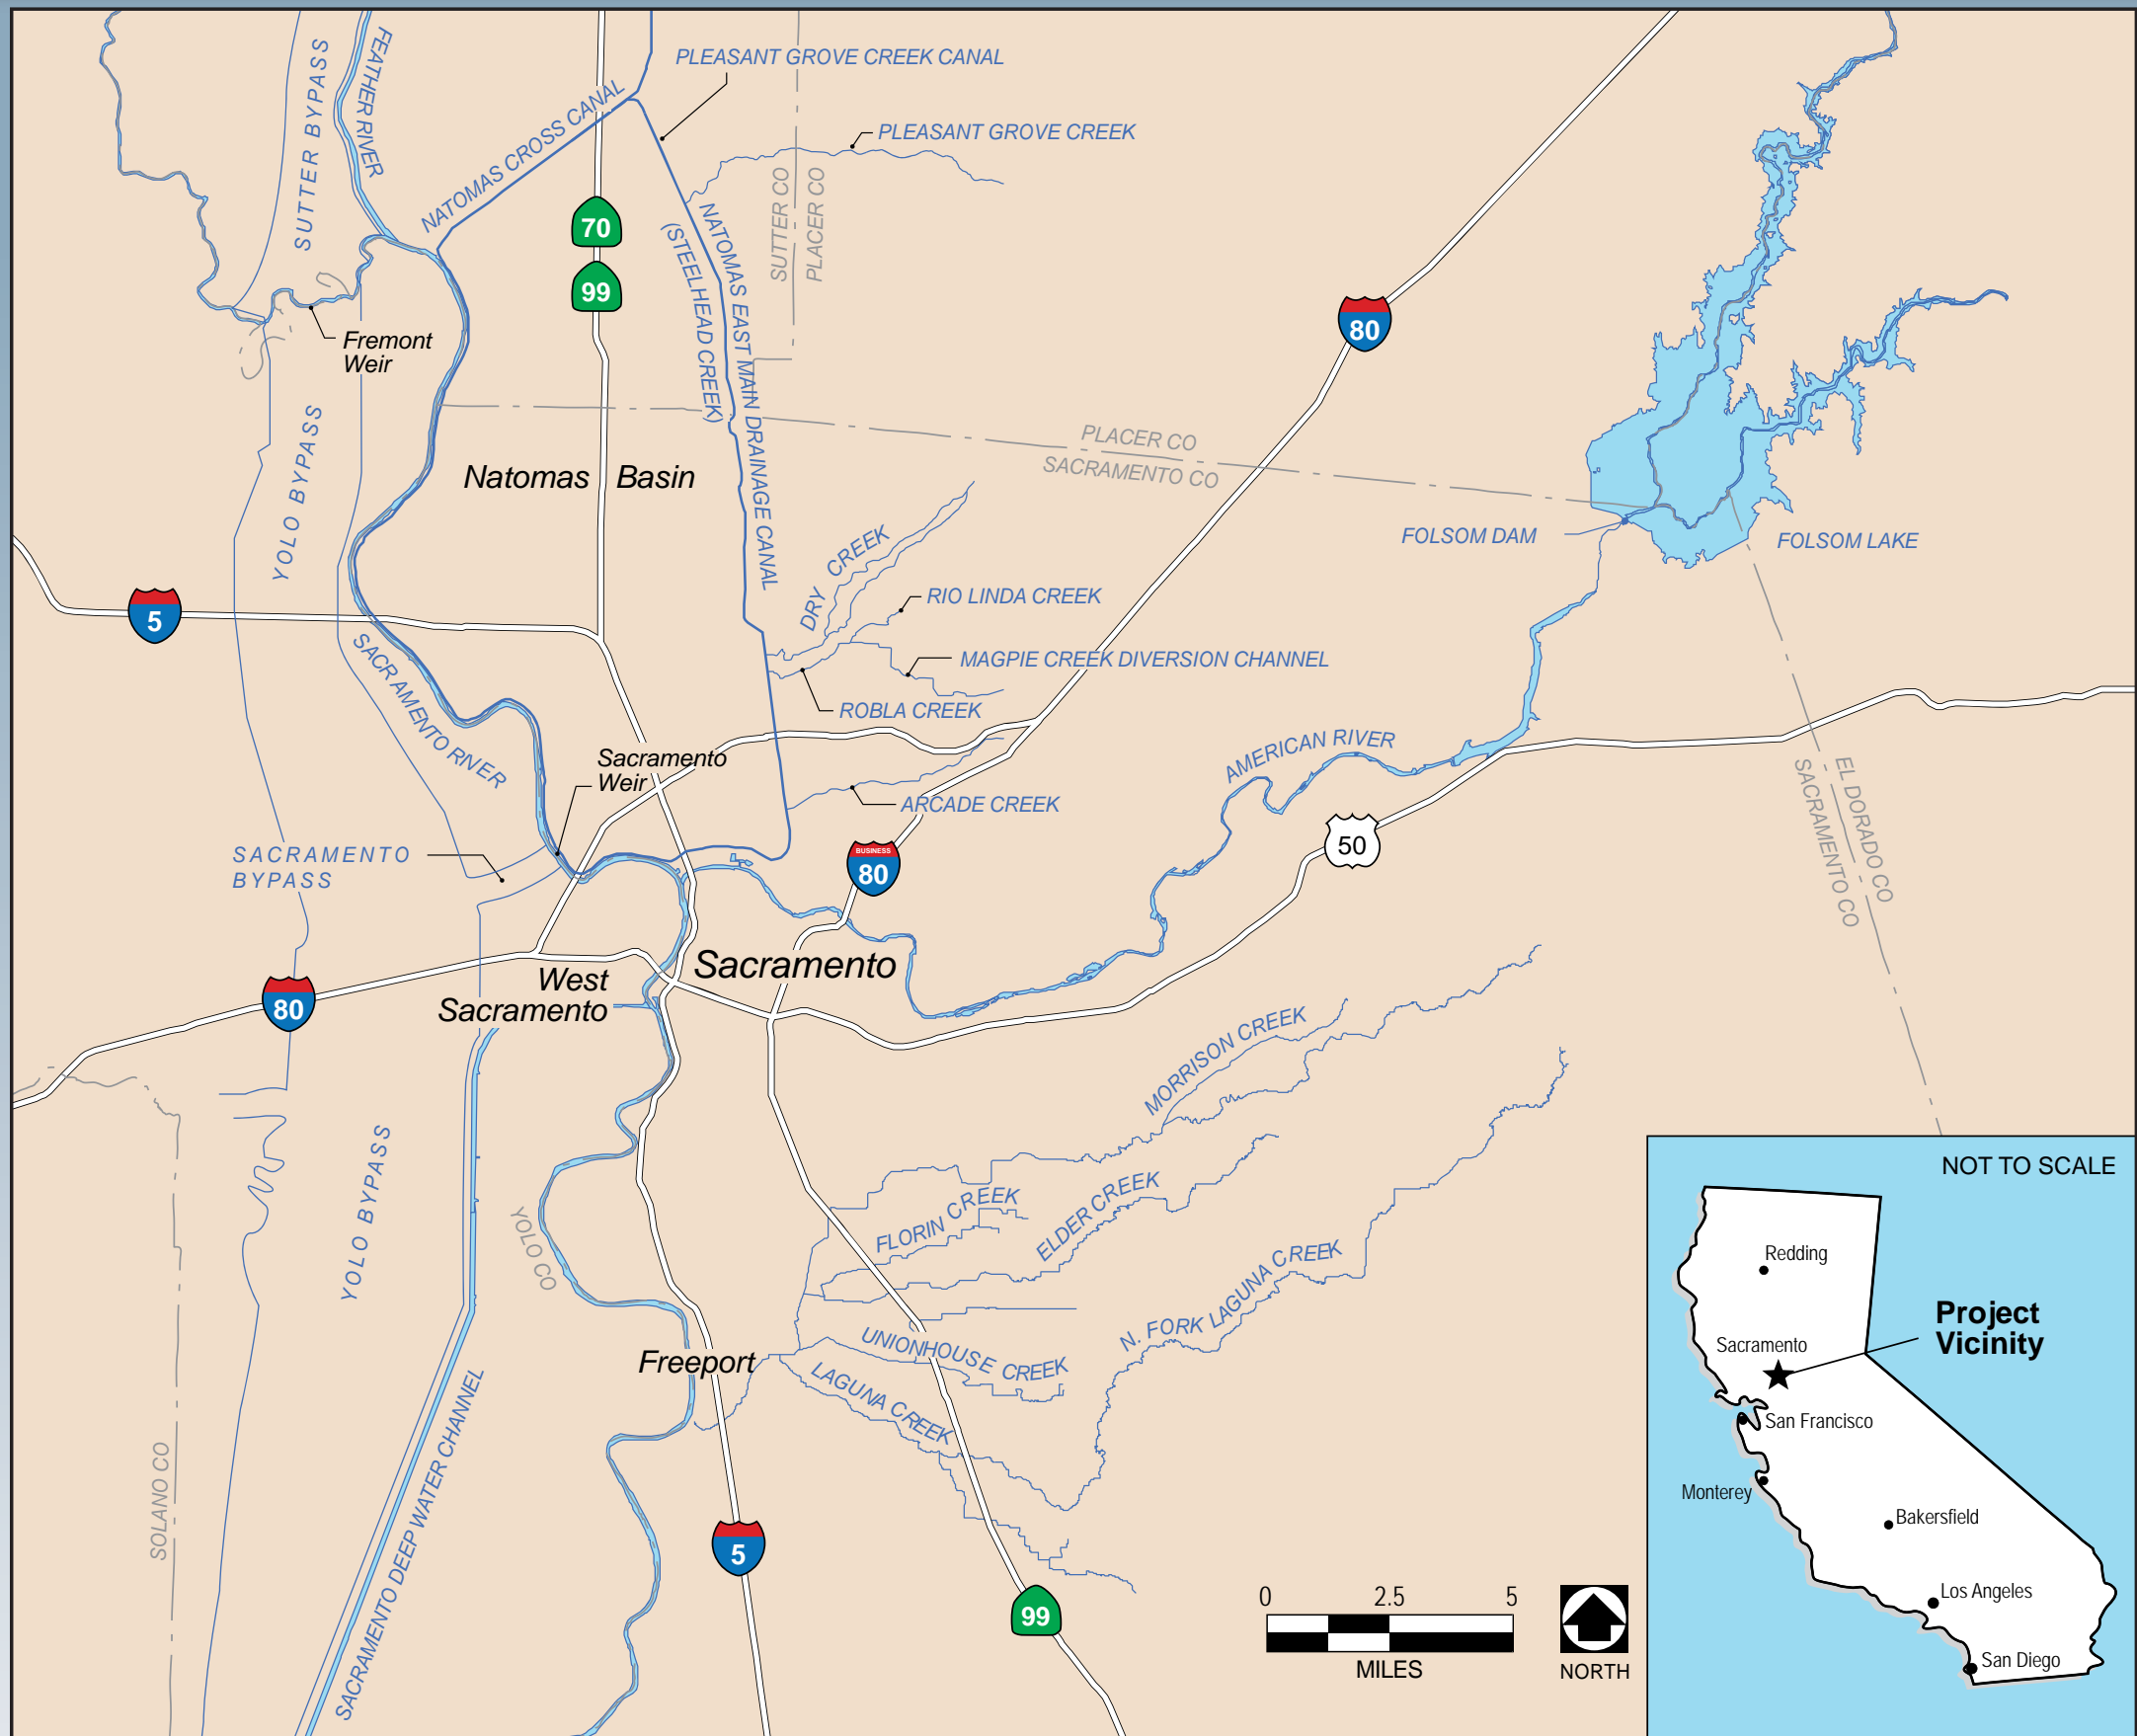 FEATHER RIVER
SUTTER BYPASS
PLEASANT GROVE CREEK CANAL
NATOMAS CROSS CANAL
PLEASANT GROVE CREEK
70
99
NATOMAS EAST MAIN DRAINAGE CANAL
(STEELHEAD CREEK)
SUTTER CO
PLACER CO
80
Fremont
Weir
YOLO BYPASS
Natomas Basin
PLACER CO
SACRAMENTO CO
FOLSOM DAM
FOLSOM LAKE
DRY CREEK
RIO LINDA CREEK
5
MAGPIE CREEK DIVERSION CHANNEL
ROBLA CREEK
SACRAMENTO RIVER
Sacramento
Weir
AMERICAN RIVER
ARCADE CREEK
EL DORADO CO
SACRAMENTO CO
SACRAMENTO
BYPASS
BUSINESS
80
50
Sacramento
West
Sacramento
80
MORRISON CREEK
YOLO BYPASS
YOLO CO
FLORIN CREEK
ELDER CREEK
N. FORK LAGUNA CREEK
UNIONHOUSE CREEK
Freeport
LAGUNA CREEK
SOLANO CO
SACRAMENTO DEEP WATER CHANNEL
5
99
0 2.5 5
MILES
NORTH
NOT TO SCALE
Redding
Project
Vicinity
Sacramento
San Francisco
Monterey
Bakersfield
Los Angeles
San Diego